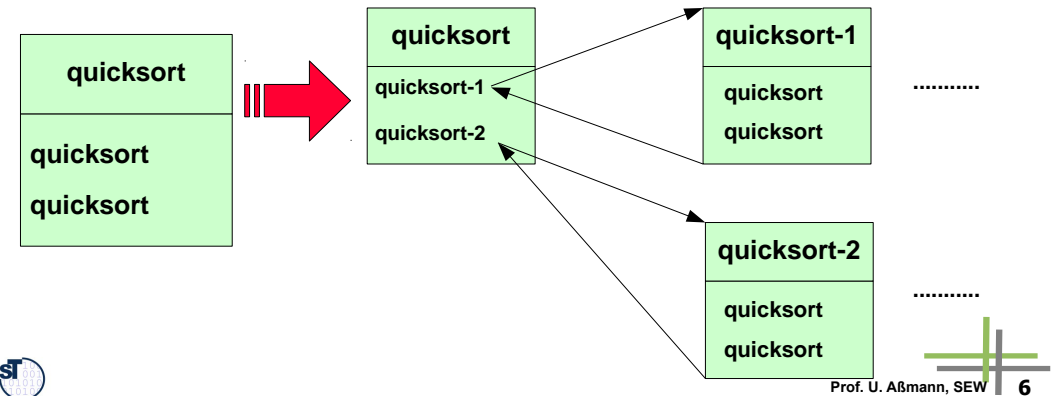 quicksort
quicksort
quicksort
quicksort
quicksort-1
quicksort-2
quicksort-1
quicksort
quicksort
...........
quicksort-2
quicksort
quicksort
...........
ST
Prof. U. Aßmann, SEW
6